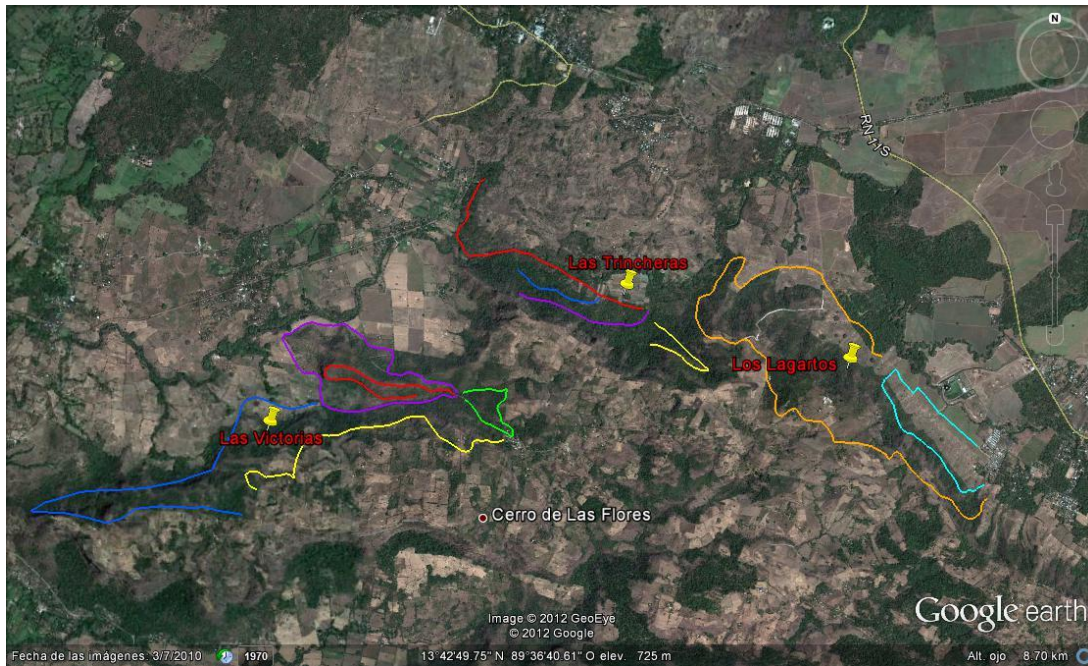 N
RN 11S
Las Trincheras
Los Lagartos
Las Victorias
Cerro de Las Flores
Image © 2012 GeoEye
© 2012 Google
Google earth
Fecha de las imágenes: 3/7/2010 1970 13°42'49.75" N 89°36'40.61" O elev. 725 m Alt. ojo 8.70 km